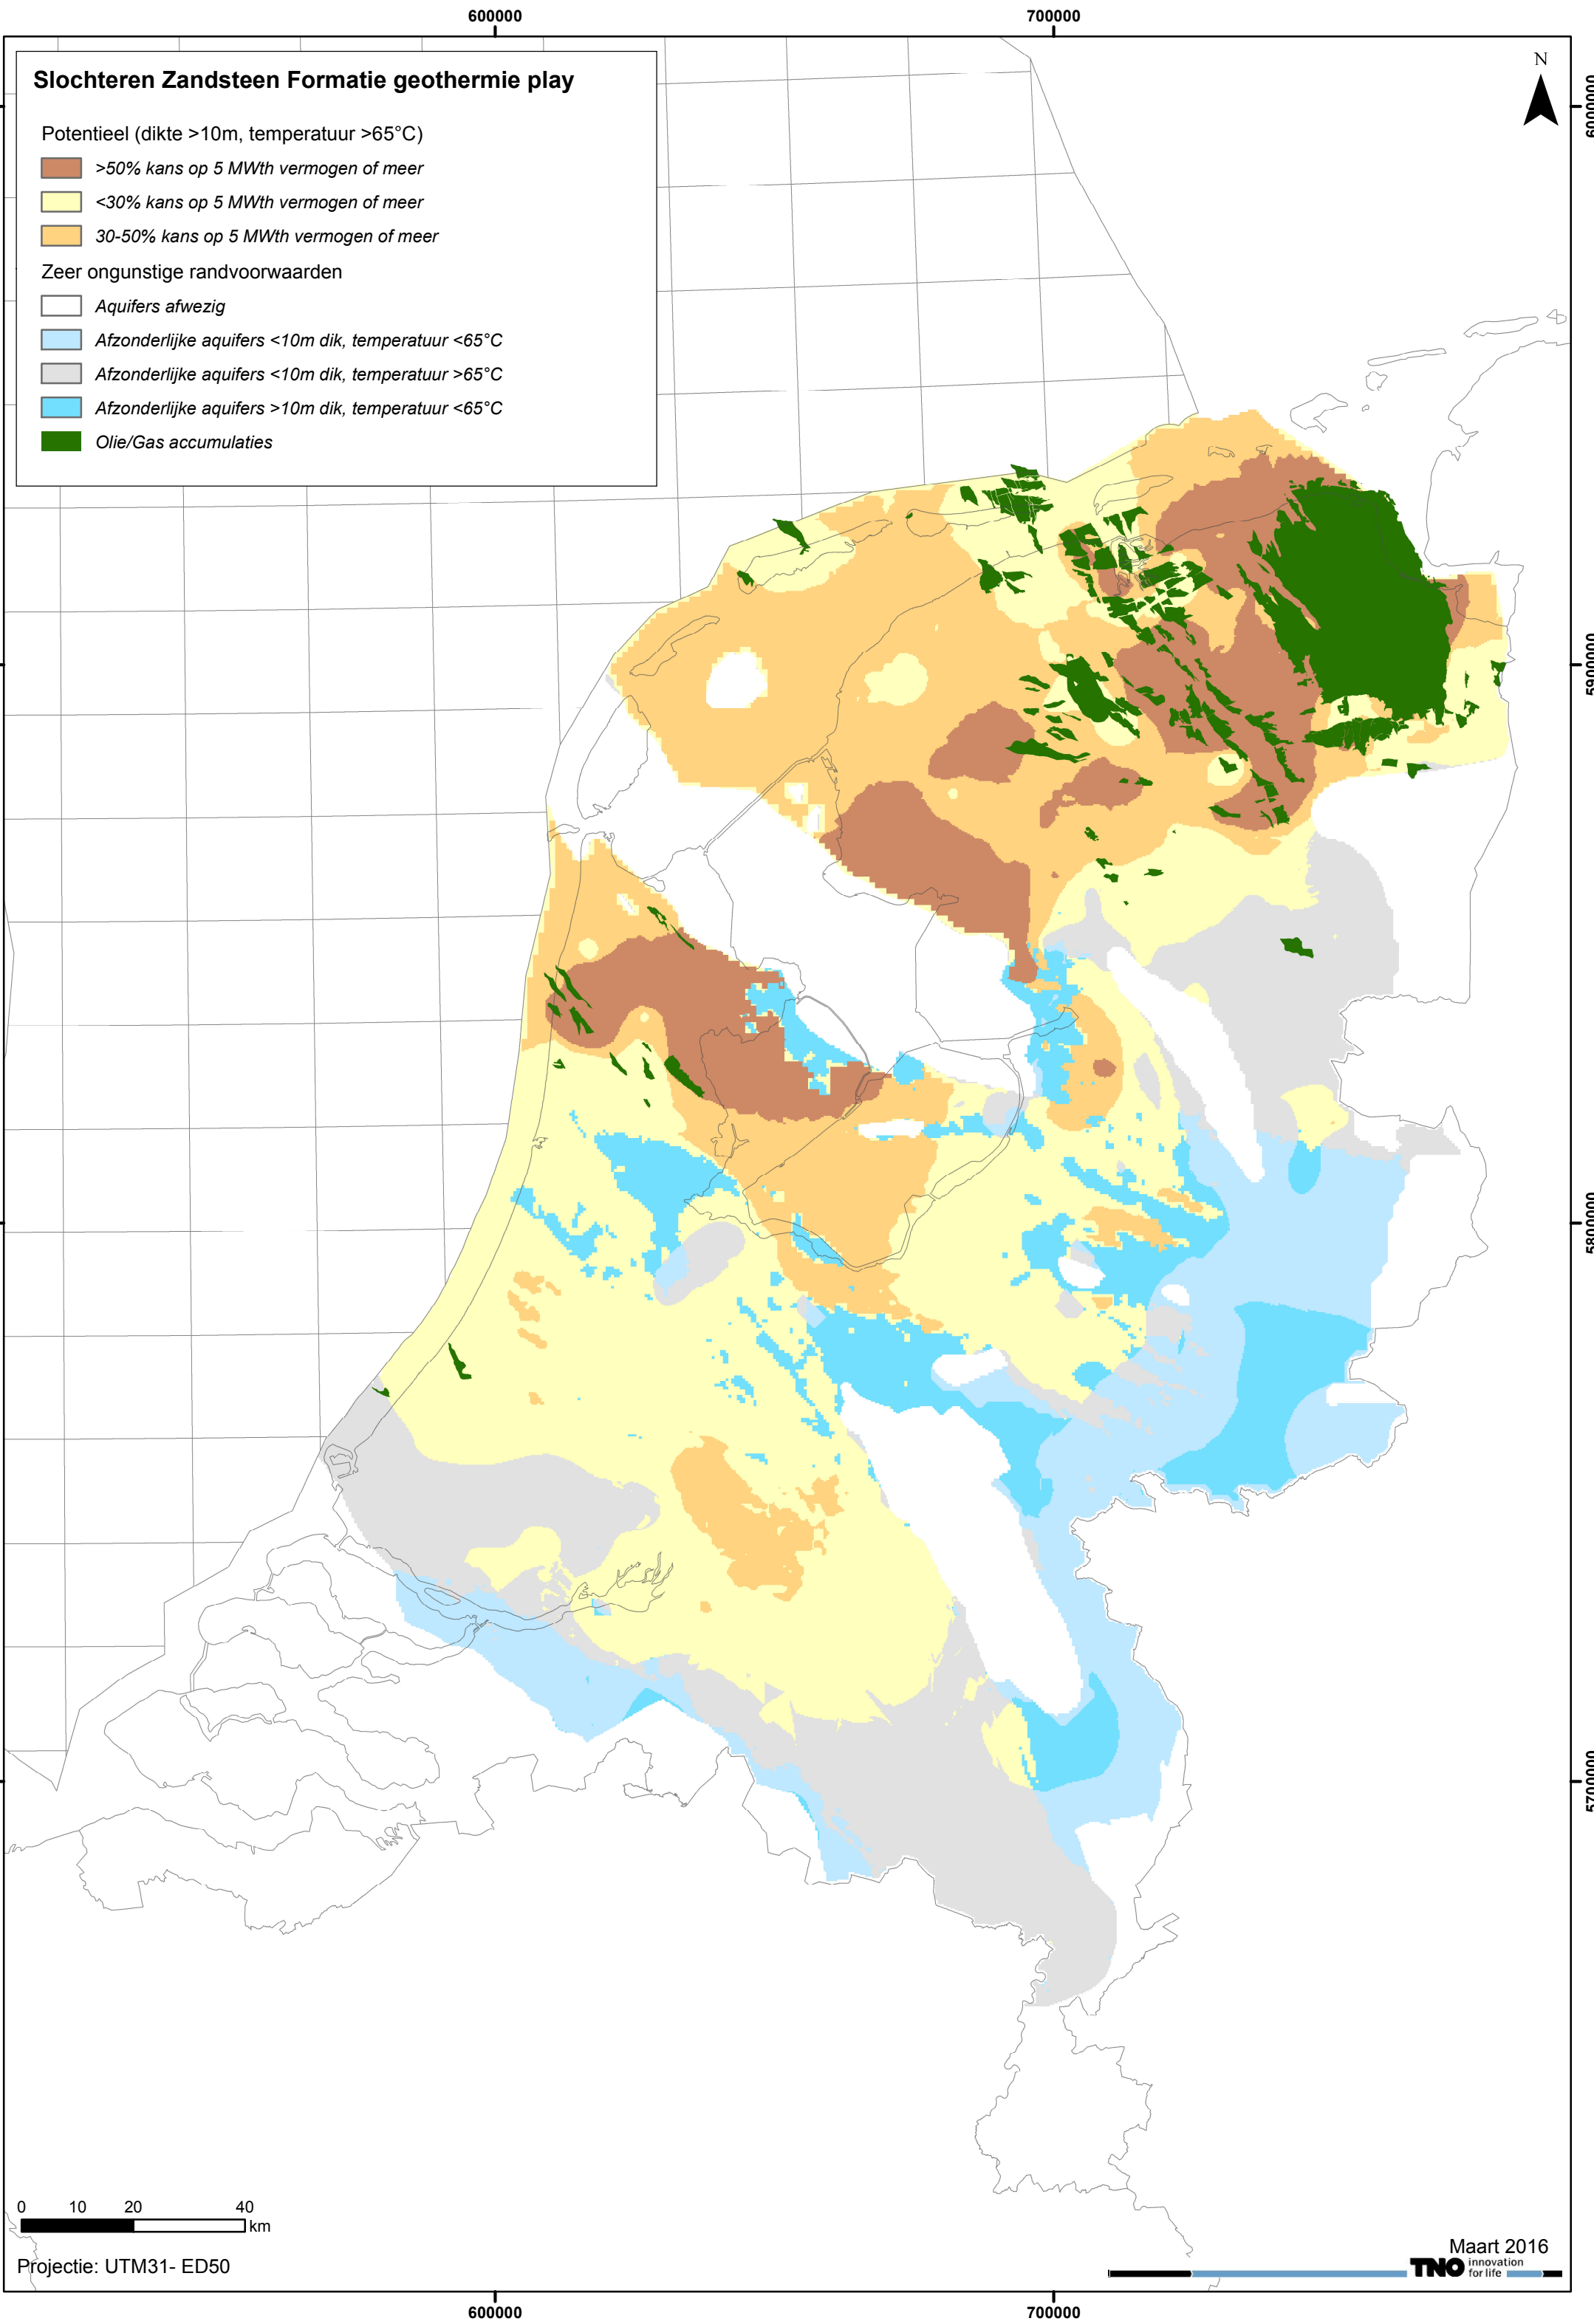 600000 700000
N
Slochteren Zandsteen Formatie geothermie play
Potentieel (dikte >10m, temperatuur >65°C)
>50% kans op 5 MWth vermogen of meer
<30% kans op 5 MWth vermogen of meer
30-50% kans op 5 MWth vermogen of meer
Zeer ongunstige randvoorwaarden
Aquifers afwezig
Afzonderlijke aquifers <10m dik, temperatuur <65°C
Afzonderlijke aquifers <10m dik, temperatuur >65°C
Afzonderlijke aquifers >10m dik, temperatuur <65°C
Olie/Gas accumulaties
6000000
5900000
5800000
5700000
0 10 20 40
km
Projectie: UTM31- ED50
Maart 2016
TNO innovation
for life
600000 700000